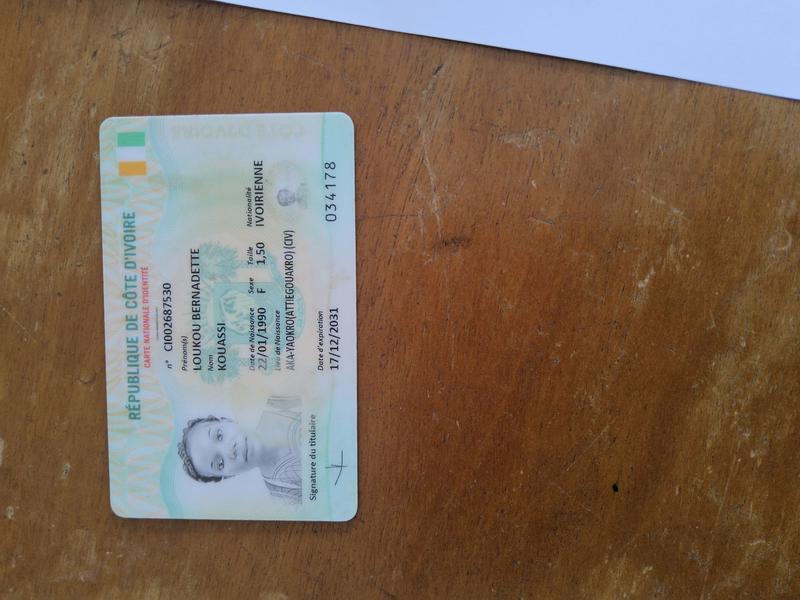 RÉPUBLIQUE DE CÔTE D'IVOIRE
CARTE NATIONALE D'IDENTITÉ
n° CI002687530
Prénom(s)
LOUKOU BERNADETTE
Nom
KOUASSI
Date de Naissance Sexe Taille Nationalité
22/01/1990 F 1,50 IVOIRIENNE
Lieu de Naissance
AKA-YAOKRO(ATTIEGOUAKRO) (CIV)
Date d'expiration
17/12/2031
034178
Signature du titulaire
CÔTE D'IVOIRE